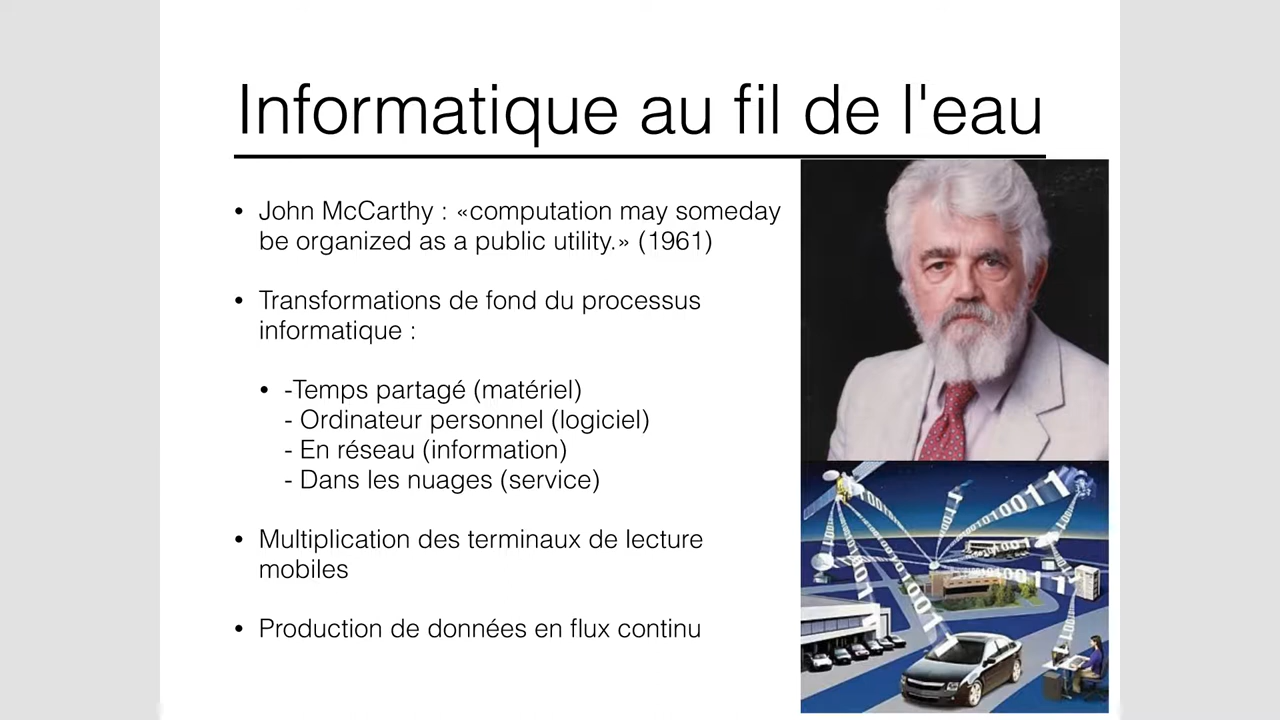 Informatique au fil de l'eau
• John McCarthy : «computation may someday
be organized as a public utility.» (1961)
• Transformations de fond du processus
informatique :
• -Temps partagé (matériel)
- Ordinateur personnel (logiciel)
- En réseau (information)
- Dans les nuages (service)
• Multiplication des terminaux de lecture
mobiles
• Production de données en flux continu